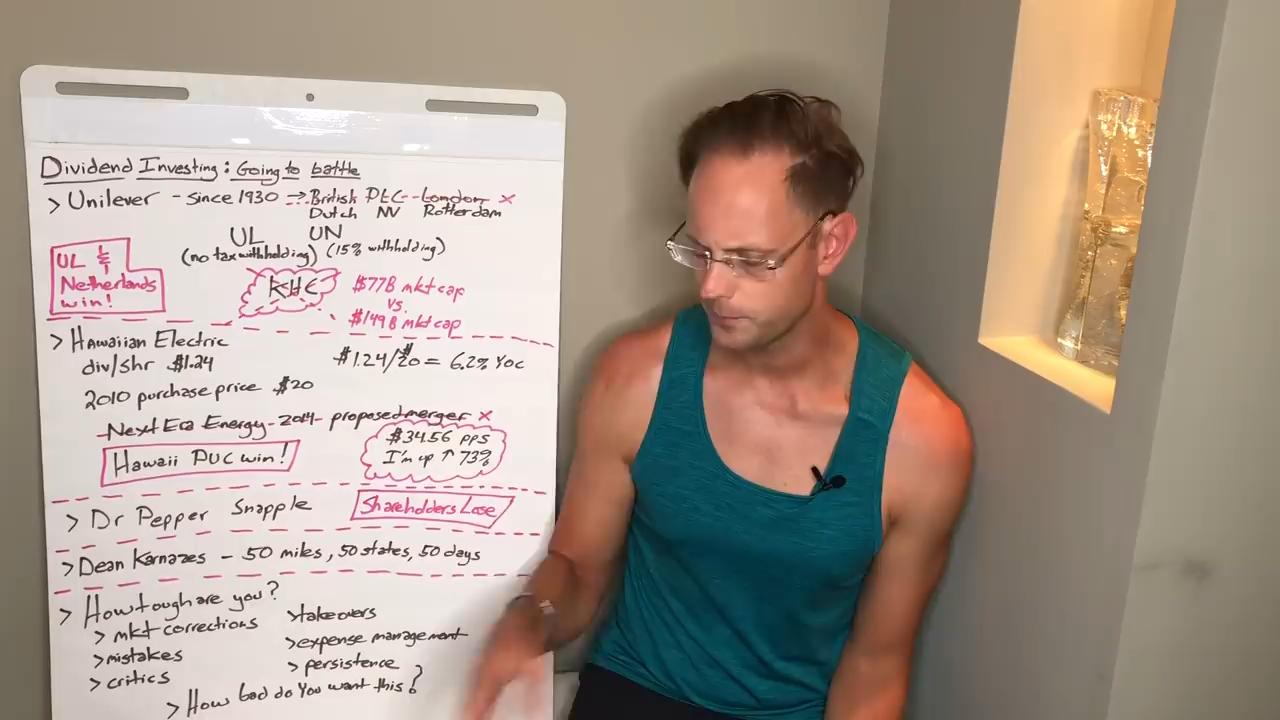 Dividend Investing: Going to battle
> Unilever - since 1930 => British PLC - London x
Dutch NV Rotterdam
UL UN
(no tax withholding) (15% withholding)
UL &
Netherlands
win!
KHC
$77B mkt cap
vs.
$149B mkt cap
> Hawaiian Electric
div/shr $1.24
$1.24/$20 = 6.2% YOC
2010 purchase price $20
Next Era Energy - 2014 - proposed merger x
Hawaii PUC win!
$34.56 pps
I'm up ↑ 73%
> Dr Pepper Snapple
Shareholders Lose
> Dean Karnazes - 50 miles, 50 states, 50 days
> How tough are you?
> mkt corrections
> mistakes
> critics
> takeovers
> expense management
> persistence
> How bad do you want this?